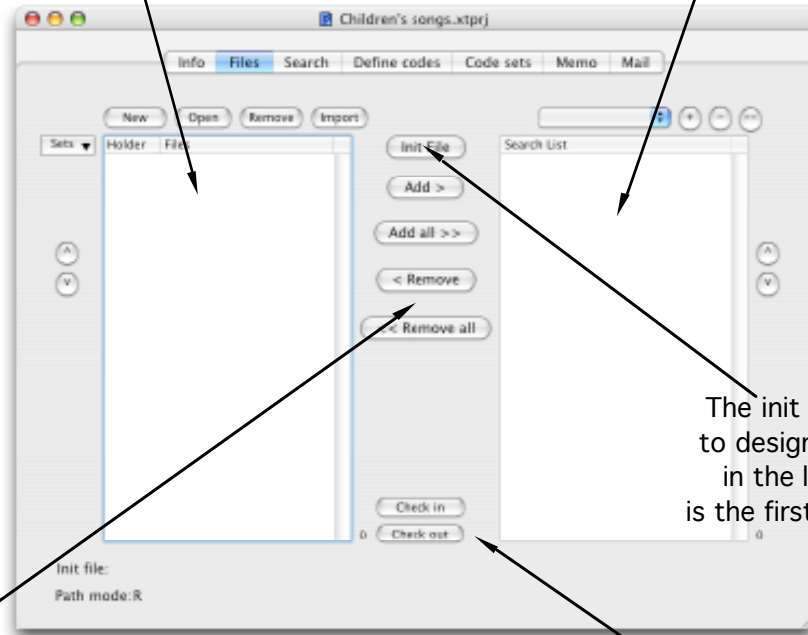 Children's songs.xtprj
Info Files Search Define codes Code sets Memo Mail
New Open Remove Import + - --
Sets Holder Files Init File Search List
Add >
Add all >>
^ ^
v < Remove v
<< Remove all
The init
to design
in the l
is the first
Check in
0 Check out 0
Init file:
Path mode:R